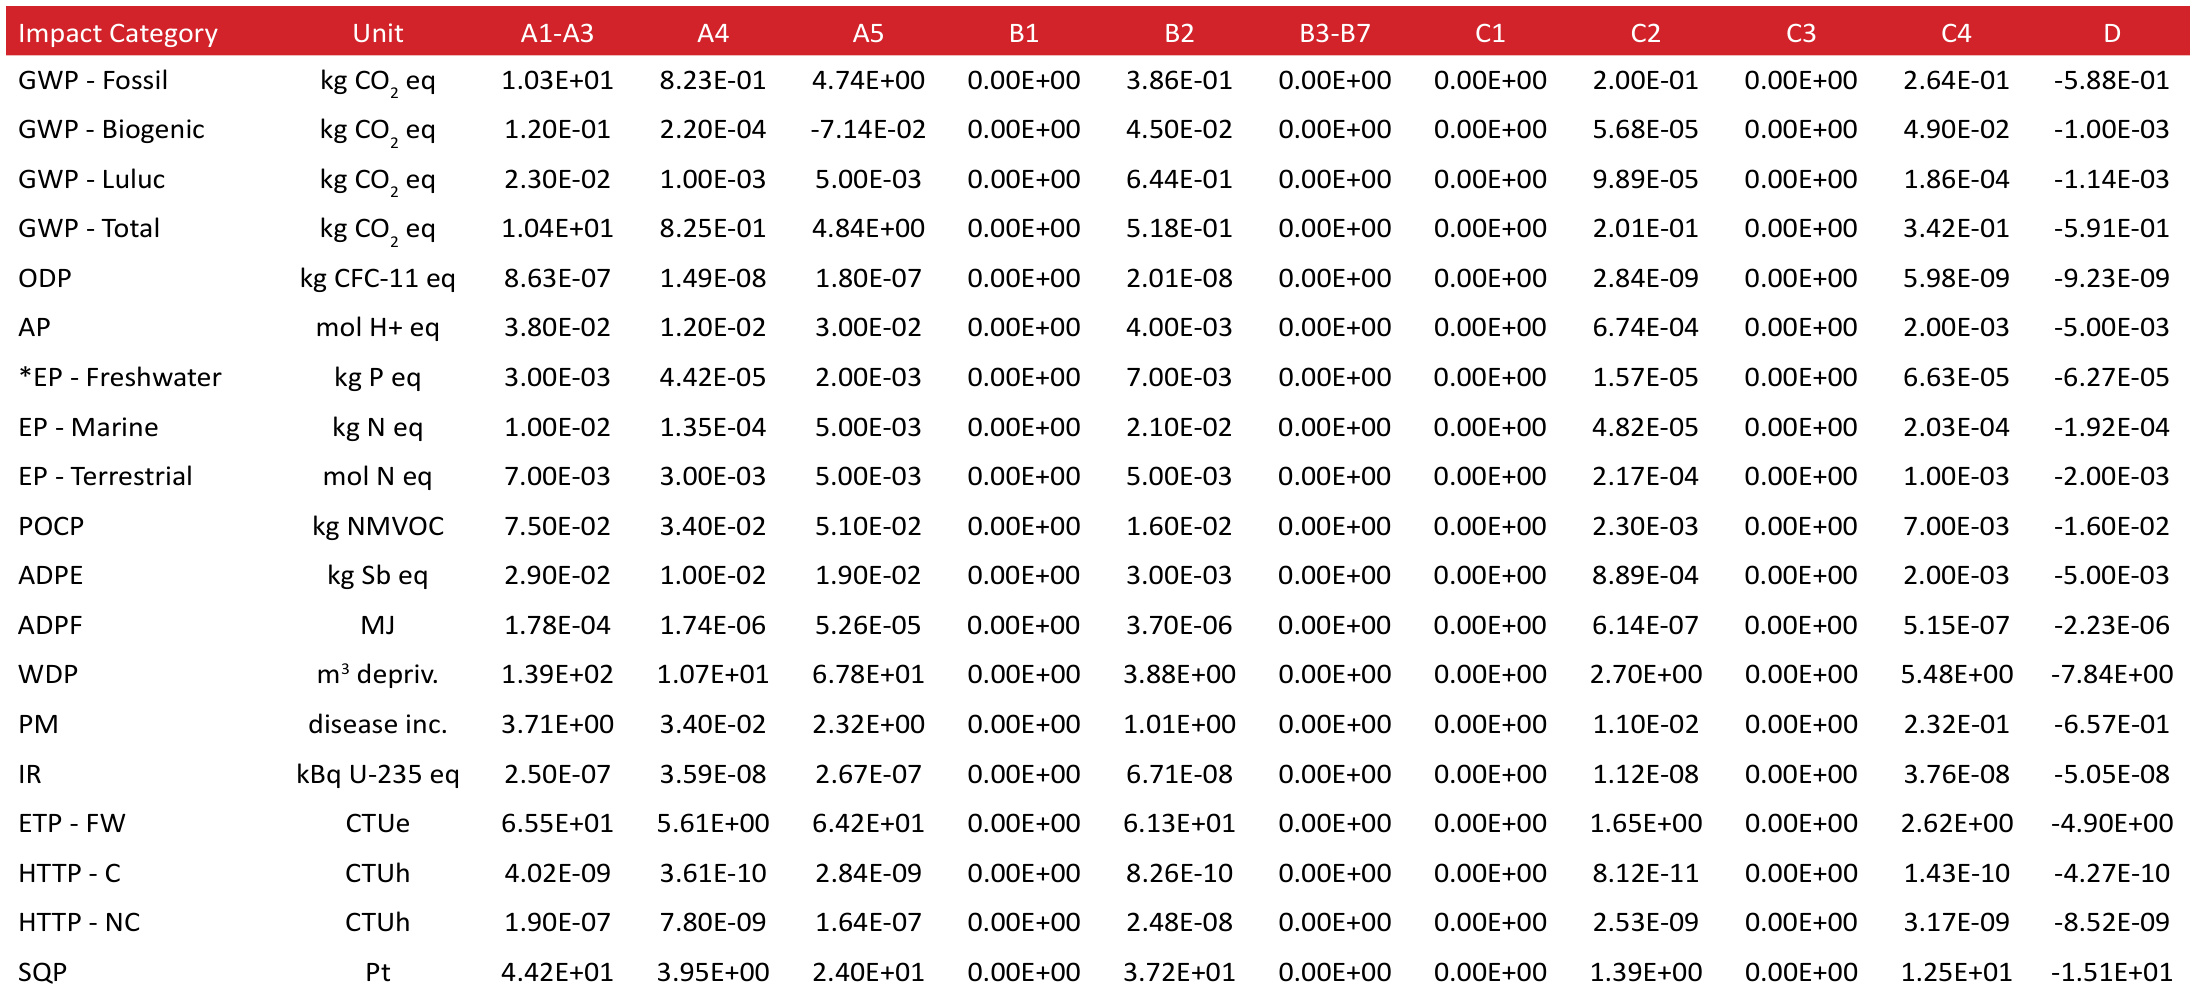 Impact Category Unit A1-A3 A4 A5 B1 B2 B3-B7 C1 C2 C3 C4 D
GWP - Fossil kg CO₂ eq 1.03E+01 8.23E-01 4.74E+00 0.00E+00 3.86E-01 0.00E+00 0.00E+00 2.00E-01 0.00E+00 2.64E-01 -5.88E-01
GWP - Biogenic kg CO₂ eq 1.20E-01 2.20E-04 -7.14E-02 0.00E+00 4.50E-02 0.00E+00 0.00E+00 5.68E-05 0.00E+00 4.90E-02 -1.00E-03
GWP - Luluc kg CO₂ eq 2.30E-02 1.00E-03 5.00E-03 0.00E+00 6.44E-01 0.00E+00 0.00E+00 9.89E-05 0.00E+00 1.86E-04 -1.14E-03
GWP - Total kg CO₂ eq 1.04E+01 8.25E-01 4.84E+00 0.00E+00 5.18E-01 0.00E+00 0.00E+00 2.01E-01 0.00E+00 3.42E-01 -5.91E-01
ODP kg CFC-11 eq 8.63E-07 1.49E-08 1.80E-07 0.00E+00 2.01E-08 0.00E+00 0.00E+00 2.84E-09 0.00E+00 5.98E-09 -9.23E-09
AP mol H+ eq 3.80E-02 1.20E-02 3.00E-02 0.00E+00 4.00E-03 0.00E+00 0.00E+00 6.74E-04 0.00E+00 2.00E-03 -5.00E-03
*EP - Freshwater kg P eq 3.00E-03 4.42E-05 2.00E-03 0.00E+00 7.00E-03 0.00E+00 0.00E+00 1.57E-05 0.00E+00 6.63E-05 -6.27E-05
EP - Marine kg N eq 1.00E-02 1.35E-04 5.00E-03 0.00E+00 2.10E-02 0.00E+00 0.00E+00 4.82E-05 0.00E+00 2.03E-04 -1.92E-04
EP - Terrestrial mol N eq 7.00E-03 3.00E-03 5.00E-03 0.00E+00 5.00E-03 0.00E+00 0.00E+00 2.17E-04 0.00E+00 1.00E-03 -2.00E-03
POCP kg NMVOC 7.50E-02 3.40E-02 5.10E-02 0.00E+00 1.60E-02 0.00E+00 0.00E+00 2.30E-03 0.00E+00 7.00E-03 -1.60E-02
ADPE kg Sb eq 2.90E-02 1.00E-02 1.90E-02 0.00E+00 3.00E-03 0.00E+00 0.00E+00 8.89E-04 0.00E+00 2.00E-03 -5.00E-03
ADPF MJ 1.78E-04 1.74E-06 5.26E-05 0.00E+00 3.70E-06 0.00E+00 0.00E+00 6.14E-07 0.00E+00 5.15E-07 -2.23E-06
WDP m³ depriv. 1.39E+02 1.07E+01 6.78E+01 0.00E+00 3.88E+00 0.00E+00 0.00E+00 2.70E+00 0.00E+00 5.48E+00 -7.84E+00
PM disease inc. 3.71E+00 3.40E-02 2.32E+00 0.00E+00 1.01E+00 0.00E+00 0.00E+00 1.10E-02 0.00E+00 2.32E-01 -6.57E-01
IR kBq U-235 eq 2.50E-07 3.59E-08 2.67E-07 0.00E+00 6.71E-08 0.00E+00 0.00E+00 1.12E-08 0.00E+00 3.76E-08 -5.05E-08
ETP - FW CTUe 6.55E+01 5.61E+00 6.42E+01 0.00E+00 6.13E+01 0.00E+00 0.00E+00 1.65E+00 0.00E+00 2.62E+00 -4.90E+00
HTTP - C CTUh 4.02E-09 3.61E-10 2.84E-09 0.00E+00 8.26E-10 0.00E+00 0.00E+00 8.12E-11 0.00E+00 1.43E-10 -4.27E-10
HTTP - NC CTUh 1.90E-07 7.80E-09 1.64E-07 0.00E+00 2.48E-08 0.00E+00 0.00E+00 2.53E-09 0.00E+00 3.17E-09 -8.52E-09
SQP Pt 4.42E+01 3.95E+00 2.40E+01 0.00E+00 3.72E+01 0.00E+00 0.00E+00 1.39E+00 0.00E+00 1.25E+01 -1.51E+01